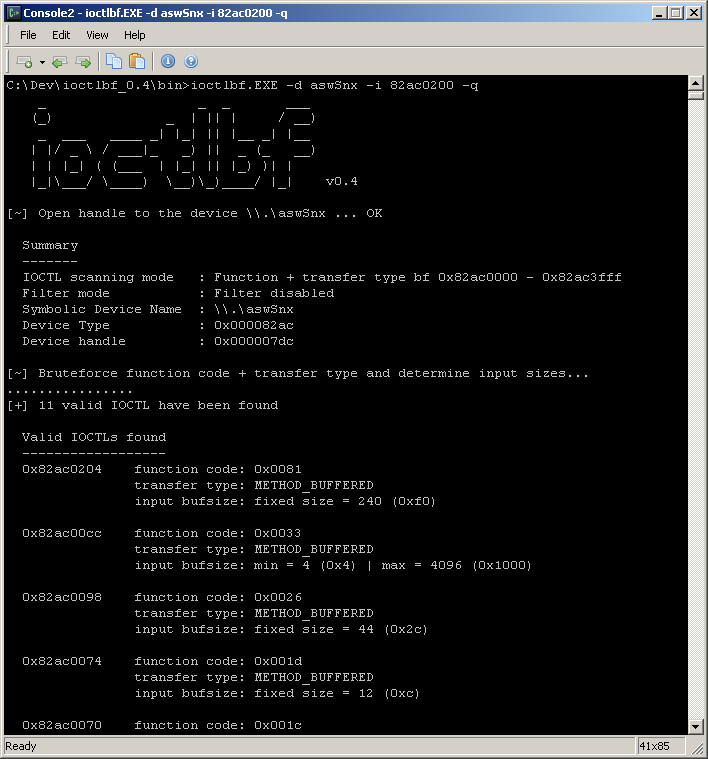 Console2 - ioctlbf.EXE -d aswSnx -i 82ac0200 -q
File Edit View Help
C:\Dev\ioctlbf_0.4\bin>ioctlbf.EXE -d aswSnx -i 82ac0200 -q
ioctlbf
v0.4
[~] Open handle to the device \\.\aswSnx ... OK
Summary
-------
IOCTL scanning mode : Function + transfer type bf 0x82ac0000 - 0x82ac3fff
Filter mode : Filter disabled
Symbolic Device Name : \\.\aswSnx
Device Type : 0x000082ac
Device handle : 0x000007dc
[~] Bruteforce function code + transfer type and determine input sizes...
................
[+] 11 valid IOCTL have been found
Valid IOCTLs found
------------------
0x82ac0204 function code: 0x0081
transfer type: METHOD_BUFFERED
input bufsize: fixed size = 240 (0xf0)
0x82ac00cc function code: 0x0033
transfer type: METHOD_BUFFERED
input bufsize: min = 4 (0x4) | max = 4096 (0x1000)
0x82ac0098 function code: 0x0026
transfer type: METHOD_BUFFERED
input bufsize: fixed size = 44 (0x2c)
0x82ac0074 function code: 0x001d
transfer type: METHOD_BUFFERED
input bufsize: fixed size = 12 (0xc)
0x82ac0070 function code: 0x001c
Ready 41x85